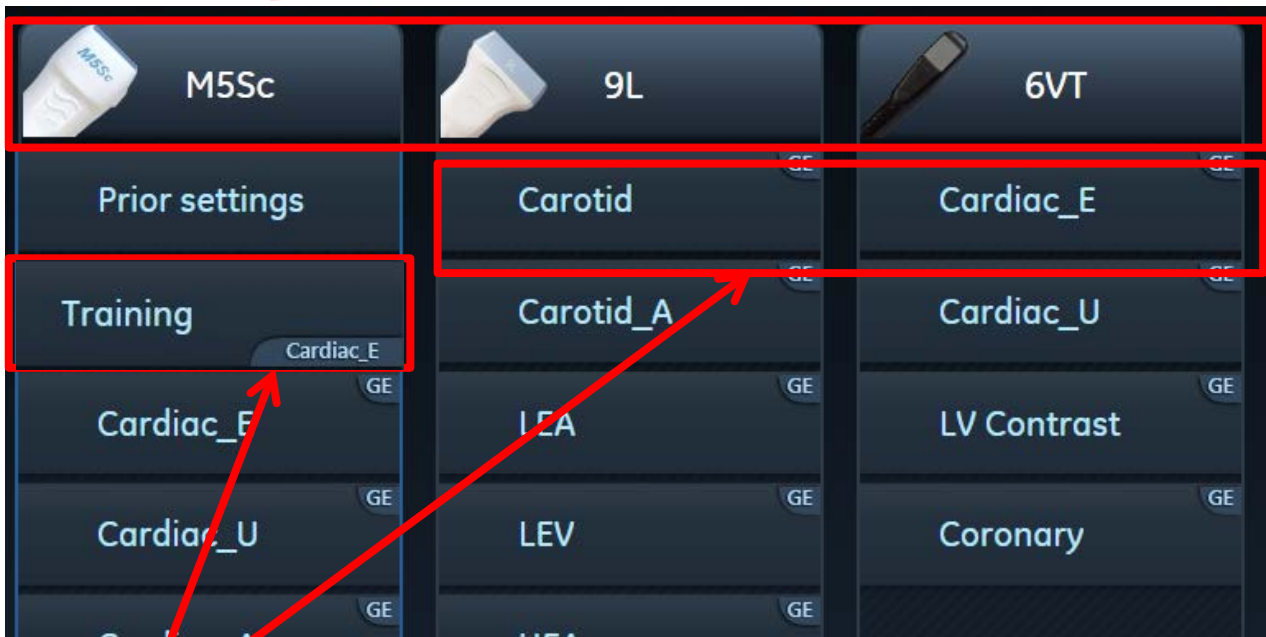 M5Sc
M5Sc
9L
6VT
Prior settings
GE
Carotid
GE
Cardiac_E
Training
Cardiac_E
GE
Carotid_A
GE
Cardiac_U
GE
Cardiac_E
GE
LEA
GE
LV Contrast
GE
Cardiac_U
GE
LEV
GE
Coronary
GE
GE